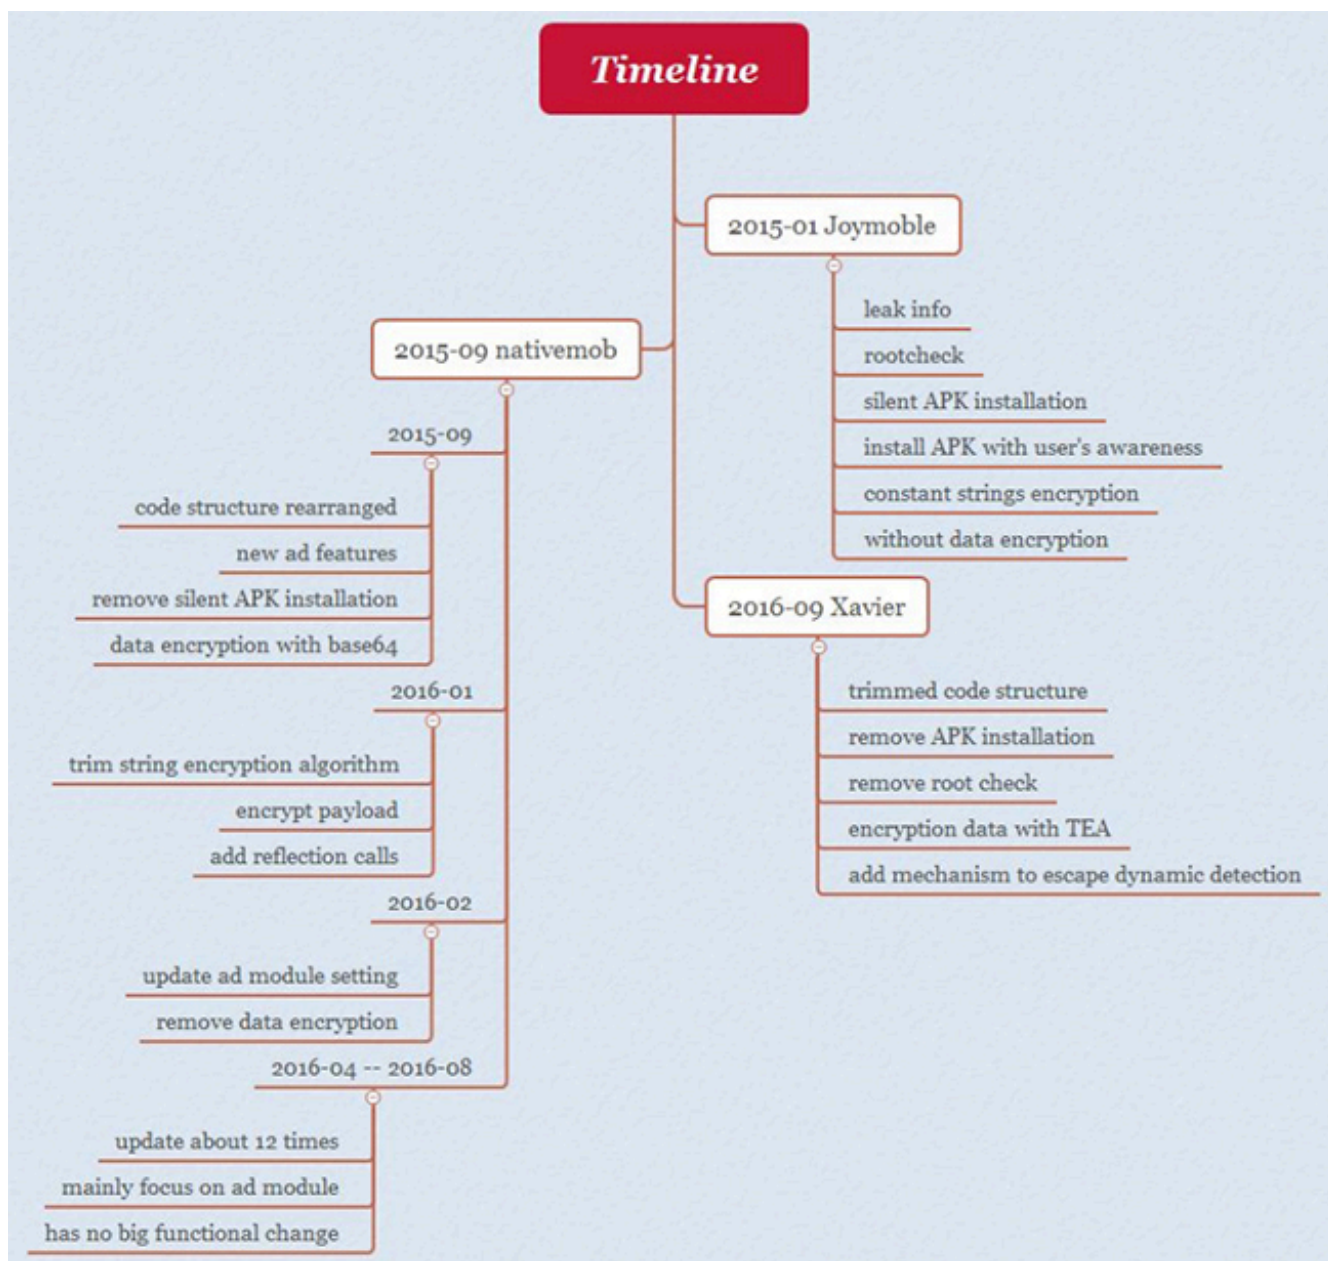 Timeline
2015-01 Joymoble
leak info
rootcheck
silent APK installation
install APK with user's awareness
constant strings encryption
without data encryption
2015-09 nativemob
2015-09
code structure rearranged
new ad features
remove silent APK installation
data encryption with base64
2016-01
trim string encryption algorithm
encrypt payload
add reflection calls
2016-02
update ad module setting
remove data encryption
2016-04 -- 2016-08
update about 12 times
mainly focus on ad module
has no big functional change
2016-09 Xavier
trimmed code structure
remove APK installation
remove root check
encryption data with TEA
add mechanism to escape dynamic detection